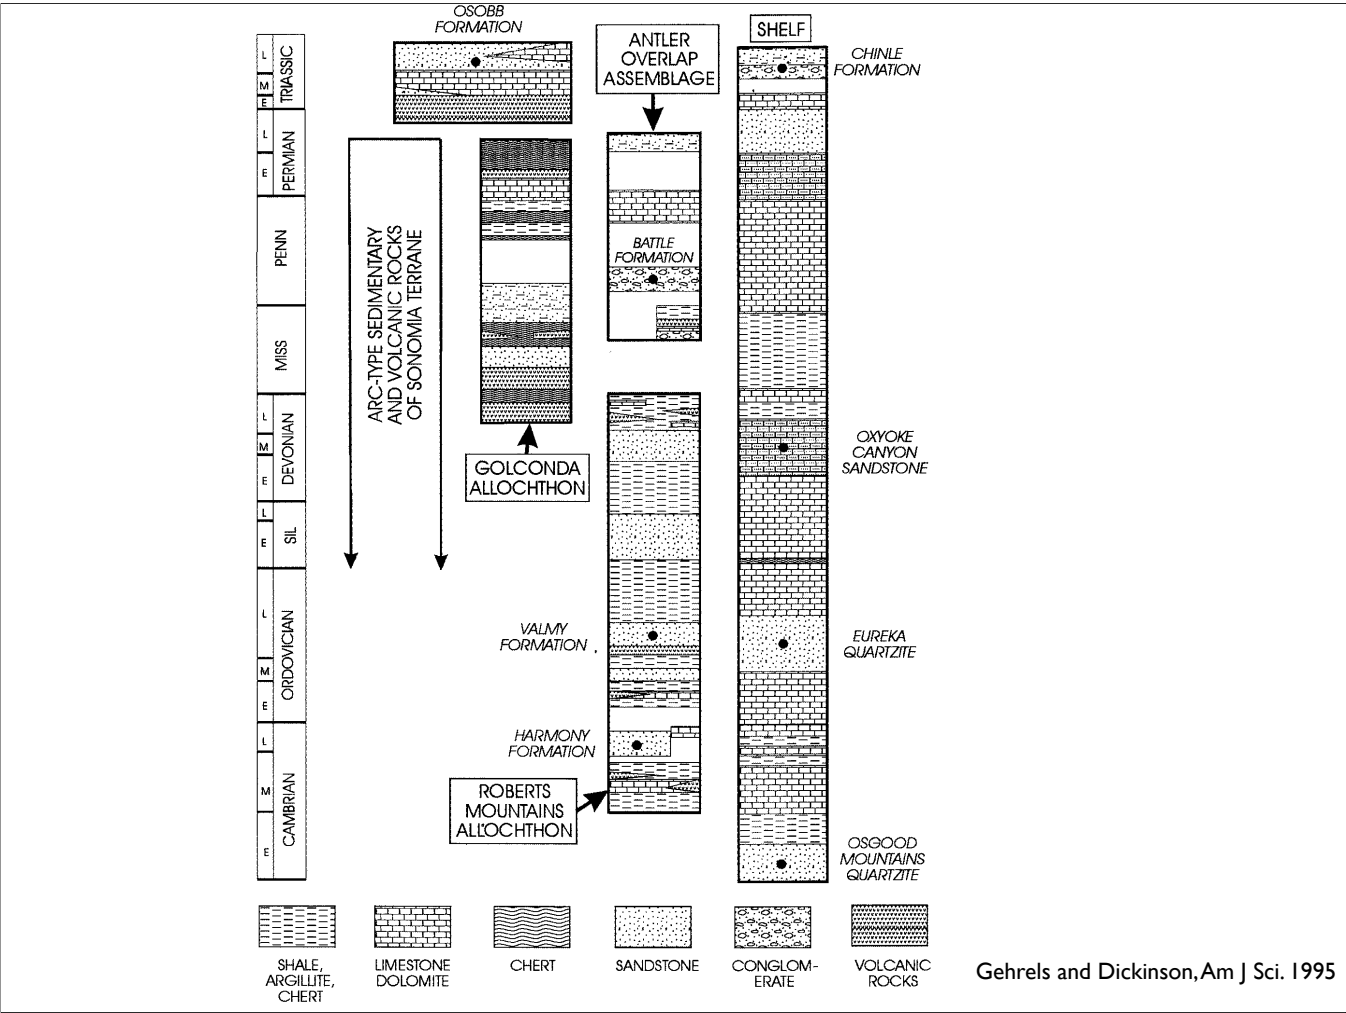 OSOBB
FORMATION
ANTLER
OVERLAP
ASSEMBLAGE
SHELF
CHINLE
FORMATION
L
M
E
TRIASSIC
L
E
PERMIAN
PENN
MISS
L
M
E
DEVONIAN
L
E
SIL
L
M
E
ORDOVICIAN
L
M
E
CAMBRIAN
ARC-TYPE SEDIMENTARY
AND VOLCANIC ROCKS
OF SONOMIA TERRANE
BATTLE
FORMATION
GOLCONDA
ALLOCHTHON
OXYOKE
CANYON
SANDSTONE
VALMY
FORMATION
EUREKA
QUARTZITE
HARMONY
FORMATION
ROBERTS
MOUNTAINS
ALLOCHTHON
OSGOOD
MOUNTAINS
QUARTZITE
SHALE,
ARGILLITE,
CHERT
LIMESTONE
DOLOMITE
CHERT
SANDSTONE
CONGLOM-
ERATE
VOLCANIC
ROCKS
Gehrels and Dickinson, Am J Sci. 1995